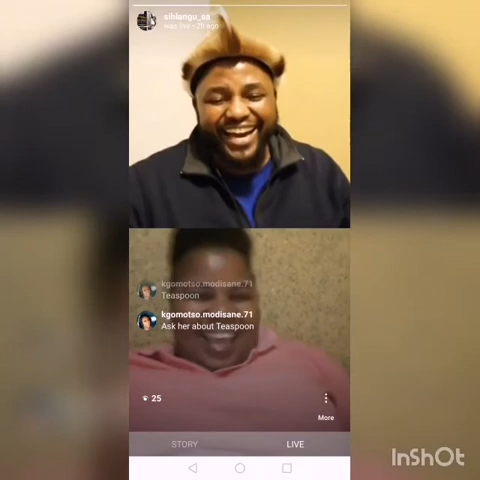 sihlangu_sa
was live • 2h ago
kgomotso.modisane.71
Teaspoon
kgomotso.modisane.71
Ask her about Teaspoon
25
More
STORY
LIVE
InShOt